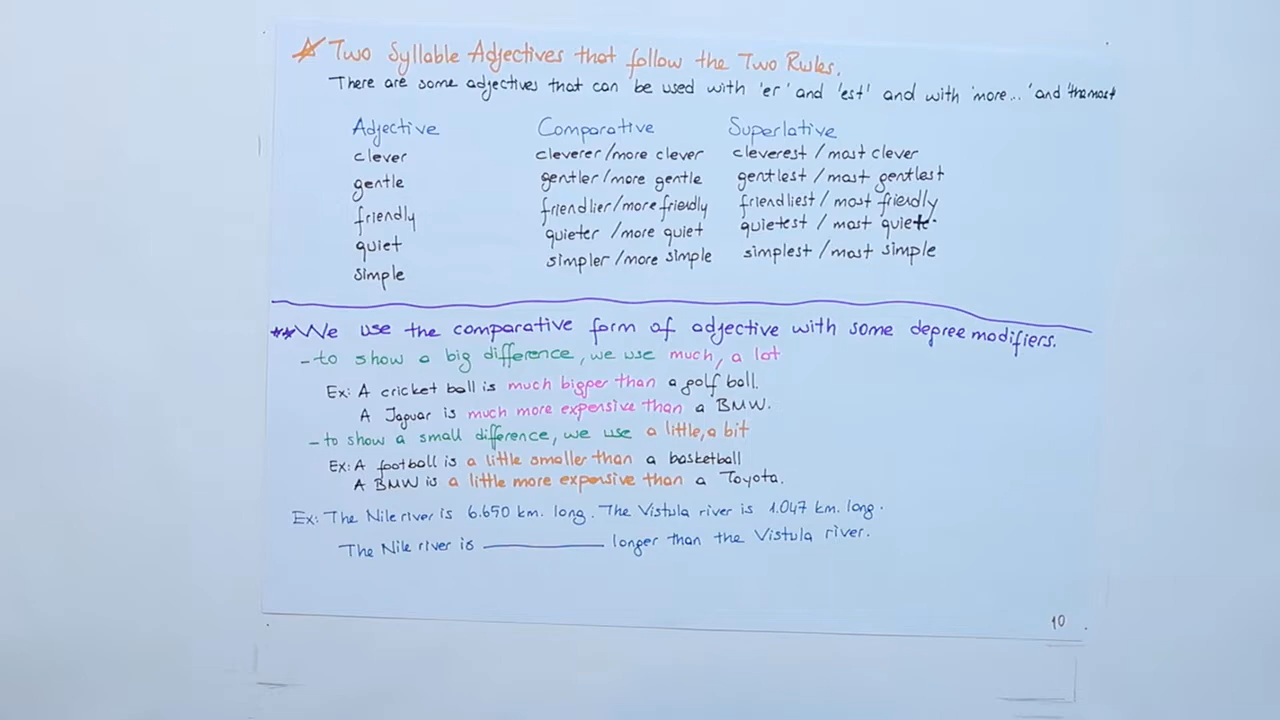 Two Syllable Adjectives that follow the Two Rules.
There are some adjectives that can be used with 'er' and 'est' and with 'more...' and 'the most
Adjective Comparative Superlative
clever cleverer/more clever cleverest/most clever
gentle gentler/more gentle gentlest/most gentlest
friendly friendlier/more friendly friendliest/most friendly
quiet quieter/more quiet quietest/most quiet.
simple simpler/more simple simplest/most simple
**We use the comparative form of adjective with some degree modifiers.
- to show a big difference, we use much, a lot
Ex: A cricket ball is much bigger than a golf ball.
A Jaguar is much more expensive than a BMW.
- to show a small difference, we use a little, a bit
Ex: A football is a little smaller than a basketball
A BMW is a little more expensive than a Toyota.
Ex: The Nile river is 6.650 km. long. The Vistula river is 1.047 km. long.
The Nile river is __________ longer than the Vistula river.
10